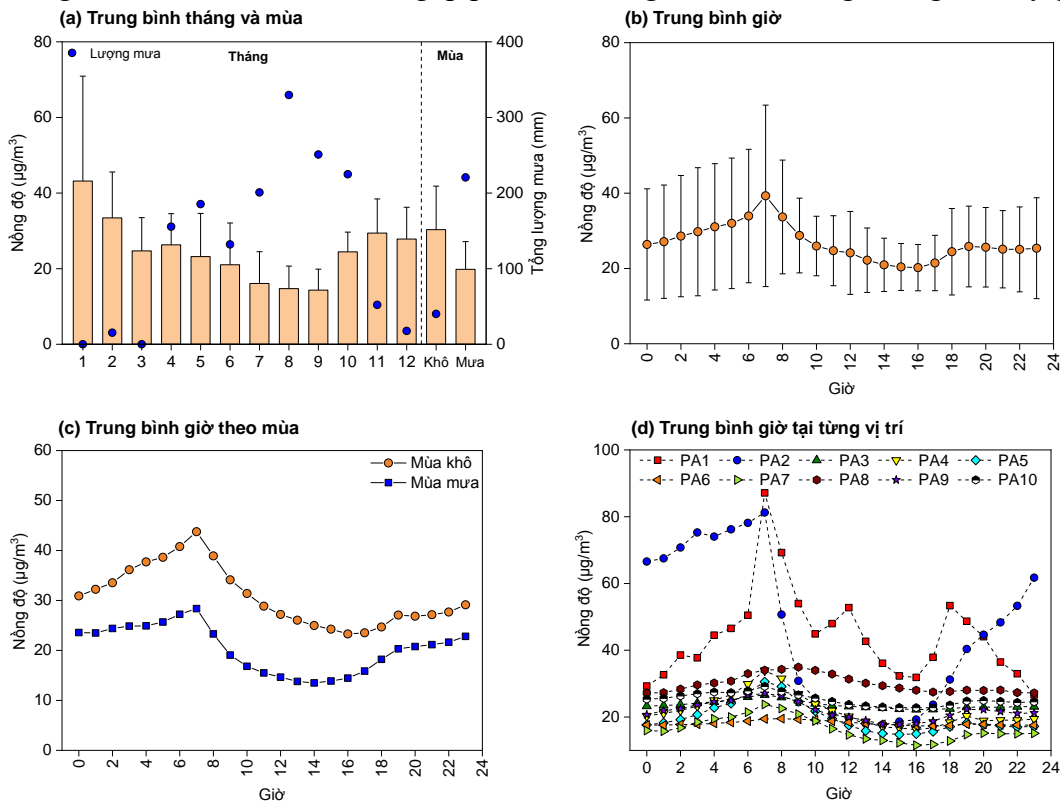 (a) Trung bình tháng và mùa
80
60
40
20
0
Nồng độ (µg/m³)
Lượng mưa
Tháng
Mùa
400
300
200
100
0
Tổng lượng mưa (mm)
1 2 3 4 5 6 7 8 9 10 11 12 Khô Mưa
(b) Trung bình giờ
80
60
40
20
0
Nồng độ (µg/m³)
0 2 4 6 8 10 12 14 16 18 20 22 24
Giờ
(c) Trung bình giờ theo mùa
60
50
40
30
20
10
0
Nồng độ (µg/m³)
Mùa khô
Mùa mưa
0 2 4 6 8 10 12 14 16 18 20 22 24
Giờ
(d) Trung bình giờ tại từng vị trí
100
80
60
40
20
Nồng độ (µg/m³)
PA1 PA2 PA3 PA4 PA5
PA6 PA7 PA8 PA9 PA10
0 2 4 6 8 10 12 14 16 18 20 22 24
Giờ